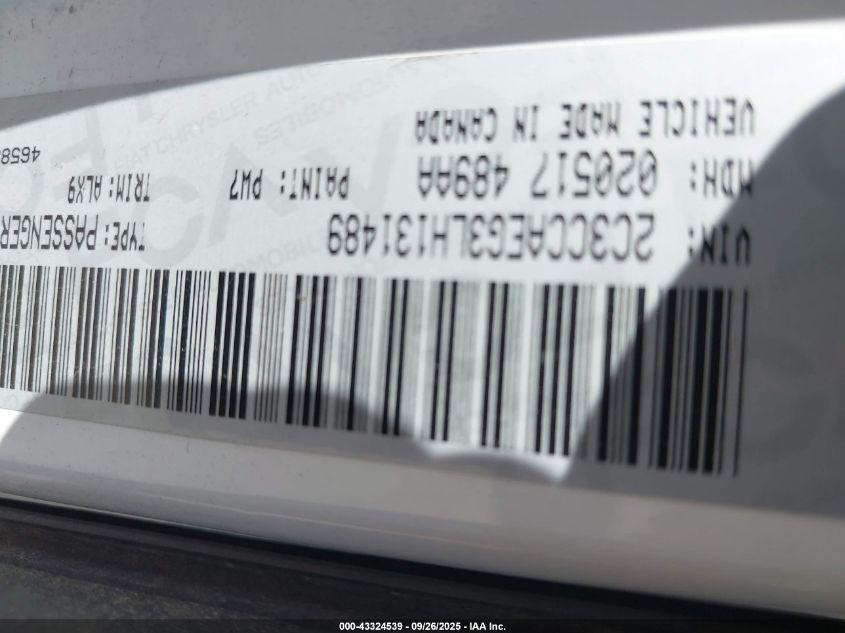 VIN: 2C3CCAEG3LH131489 TYPE: PASSENGER
MDH: 020517 489AA PAINT: PW7 TRIM: ALX9
VEHICLE MADE IN CANADA
000-43324539 - 09/26/2025 - IAA Inc.